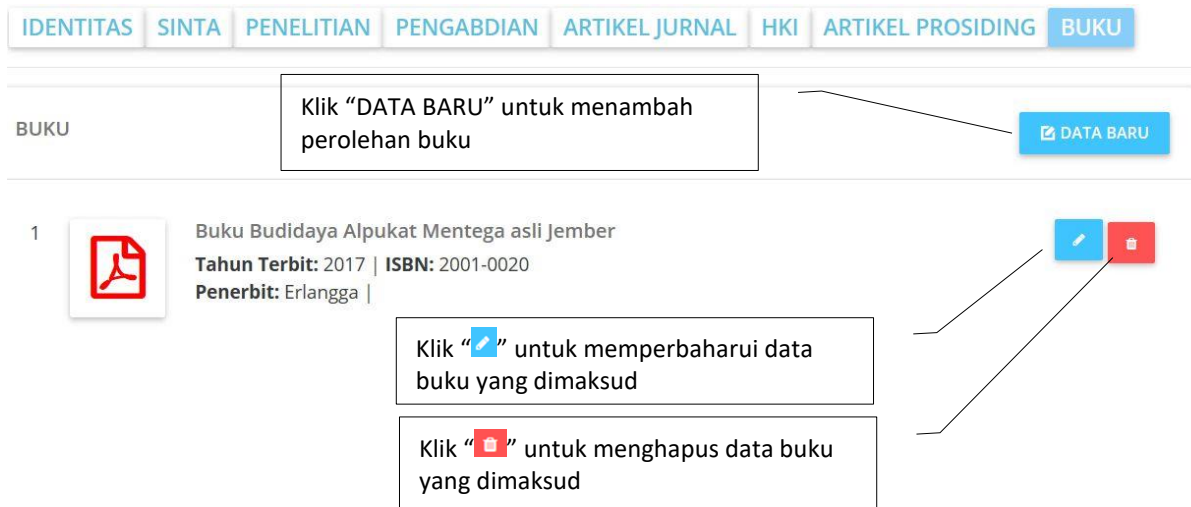 IDENTITAS SINTA PENELITIAN PENGABDIAN ARTIKEL JURNAL HKI ARTIKEL PROSIDING BUKU
Klik “DATA BARU” untuk menambah
perolehan buku
BUKU
DATA BARU
1
Buku Budidaya Alpukat Mentega asli Jember
Tahun Terbit: 2017 | ISBN: 2001-0020
Penerbit: Erlangga |
Klik “ ” untuk memperbaharui data
buku yang dimaksud
Klik “ ” untuk menghapus data buku
yang dimaksud